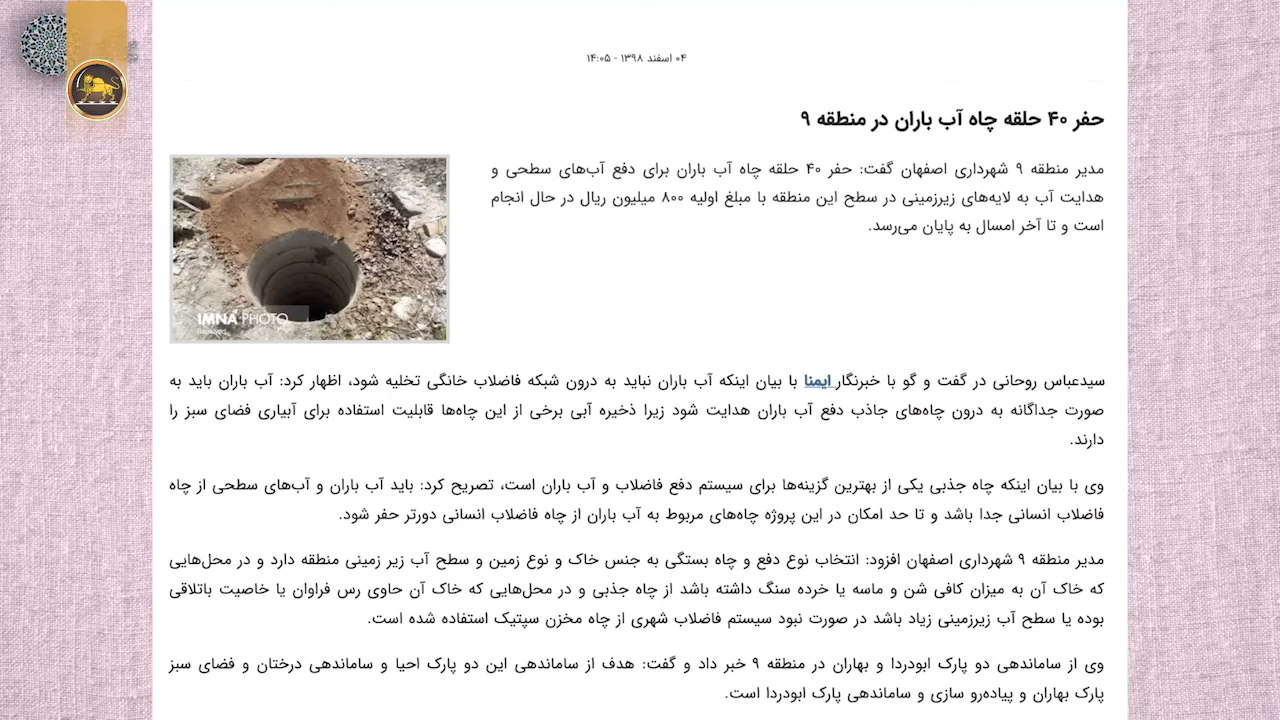 ۰۴ اسفند ۱۳۹۸ - ۱۴:۰۵
حفر ۴۰ حلقه چاه آب باران در منطقه ۹
مدیر منطقه ۹ شهرداری اصفهان گفت: حفر ۴۰ حلقه چاه آب باران برای دفع آب‌های سطحی و
هدایت آب به لایه‌های زیرزمینی در سطح این منطقه با مبلغ اولیه ۸۰۰ میلیون ریال در حال انجام
است و تا آخر امسال به پایان می‌رسد.
IMNA PHOTO
سیدعباس روحانی در گفت و گو با خبرنگار ایمنا با بیان اینکه آب باران نباید به درون شبکه فاضلاب خانگی تخلیه شود، اظهار کرد: آب باران باید به
صورت جداگانه به درون چاه‌های جاذب دفع آب باران هدایت شود زیرا ذخیره آبی برخی از این چاه‌ها قابلیت استفاده برای آبیاری فضای سبز را
دارند.
وی با بیان اینکه چاه جذبی یکی از بهترین گزینه‌ها برای سیستم دفع فاضلاب و آب باران است، تصریح کرد: باید آب باران و آب‌های سطحی از چاه
فاضلاب انسانی جدا باشد و تا حد امکان در این پروژه چاه‌های مربوط به آب باران از چاه فاضلاب انسانی دورتر حفر شود.
مدیر منطقه ۹ شهرداری اصفهان افزود: انتخاب نوع دفع و چاه بستگی به جنس خاک و نوع زمین و سطح آب زیر زمینی منطقه دارد و در محل‌هایی
که خاک آن به میزان کافی شن و ماسه یا خرده سنگ داشته باشد از چاه جذبی و در محل‌هایی که خاک آن حاوی رس فراوان یا خاصیت باتلاقی
بوده یا سطح آب زیرزمینی زیاد باشد در صورت نبود سیستم فاضلاب شهری از چاه مخزن سپتیک استفاده شده است.
وی از ساماندهی دو پارک ابودردا و بهاران در منطقه ۹ خبر داد و گفت: هدف از ساماندهی این دو پارک احیا و ساماندهی درختان و فضای سبز
پارک بهاران و پیاده‌رو سازی و ساماندهی پارک ابودردا است.